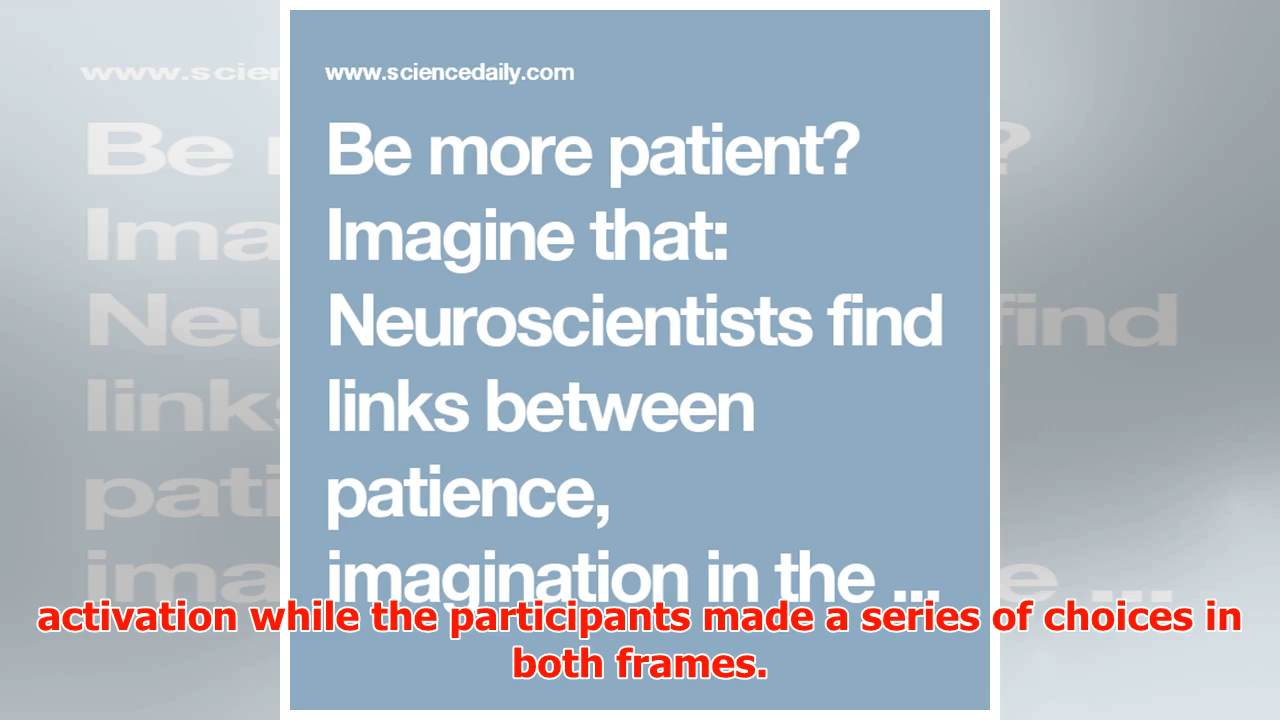 www.sciencedaily.com
Be more patient?
Imagine that:
Neuroscientists find
links between
patience,
imagination in the ...
activation while the participants made a series of choices in
both frames.